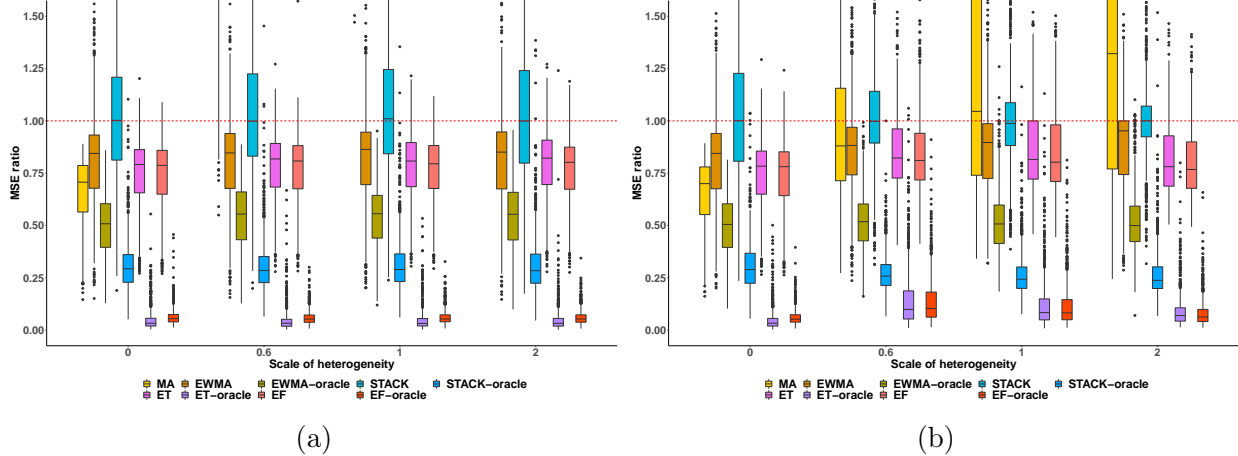 1.50
1.25
1.00
0.75
0.50
0.25
0.00
MSE ratio
0 0.6 1 2
Scale of heterogeneity
MA EWMA EWMA−oracle STACK STACK−oracle
ET ET−oracle EF EF−oracle
(a)
1.50
1.25
1.00
0.75
0.50
0.25
0.00
MSE ratio
0 0.6 1 2
Scale of heterogeneity
MA EWMA EWMA−oracle STACK STACK−oracle
ET ET−oracle EF EF−oracle
(b)